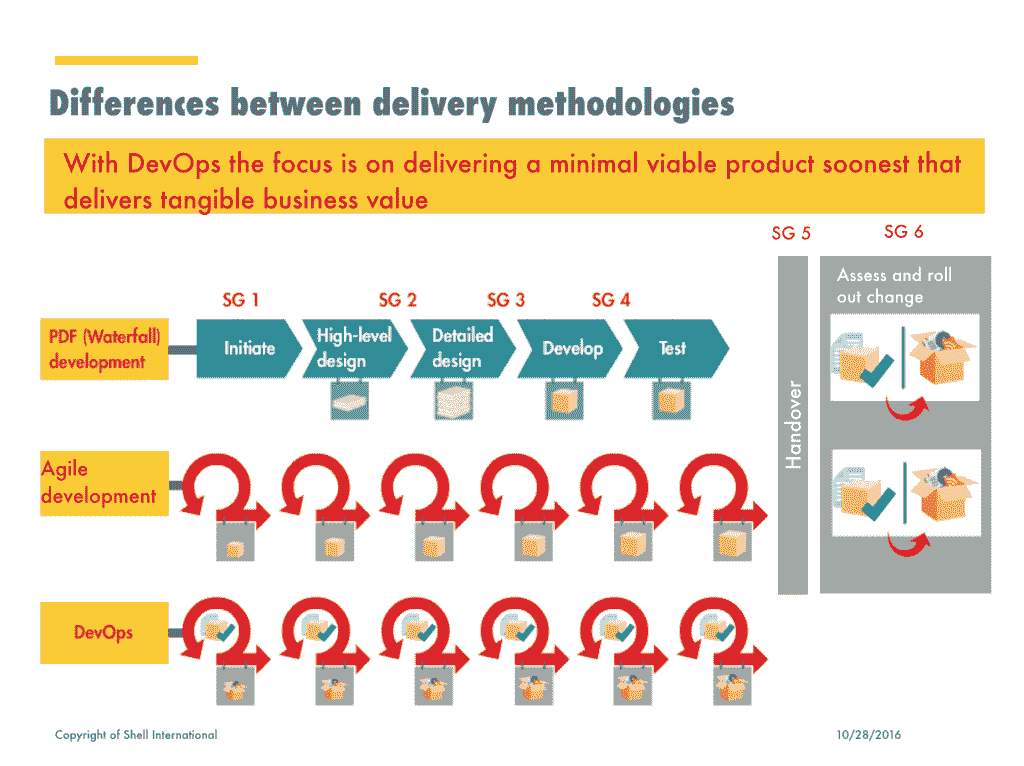 Differences between delivery methodologies
With DevOps the focus is on delivering a minimal viable product soonest that
delivers tangible business value
SG 5
SG 6
Assess and roll
out change
SG 1
SG 2
SG 3
SG 4
PDF (Waterfall)
development
Initiate
High-level
design
Detailed
design
Develop
Test
Handover
Agile
development
DevOps
Copyright of Shell International
10/28/2016